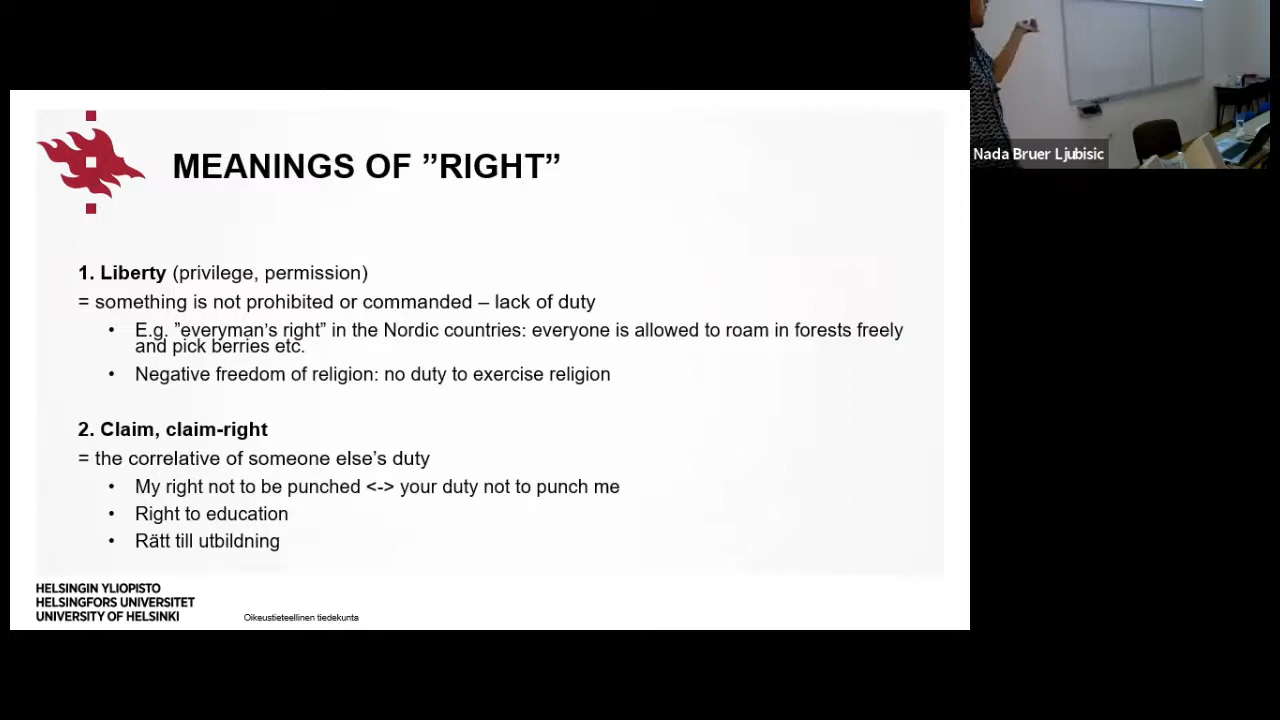 MEANINGS OF ”RIGHT”
Nada Bruer Ljubisic
1. Liberty (privilege, permission)
= something is not prohibited or commanded – lack of duty
• E.g. ”everyman’s right” in the Nordic countries: everyone is allowed to roam in forests freely
and pick berries etc.
• Negative freedom of religion: no duty to exercise religion
2. Claim, claim-right
= the correlative of someone else’s duty
• My right not to be punched <-> your duty not to punch me
• Right to education
• Rätt till utbildning
HELSINGIN YLIOPISTO
HELSINGFORS UNIVERSITET
UNIVERSITY OF HELSINKI
Oikeustieteellinen tiedekunta